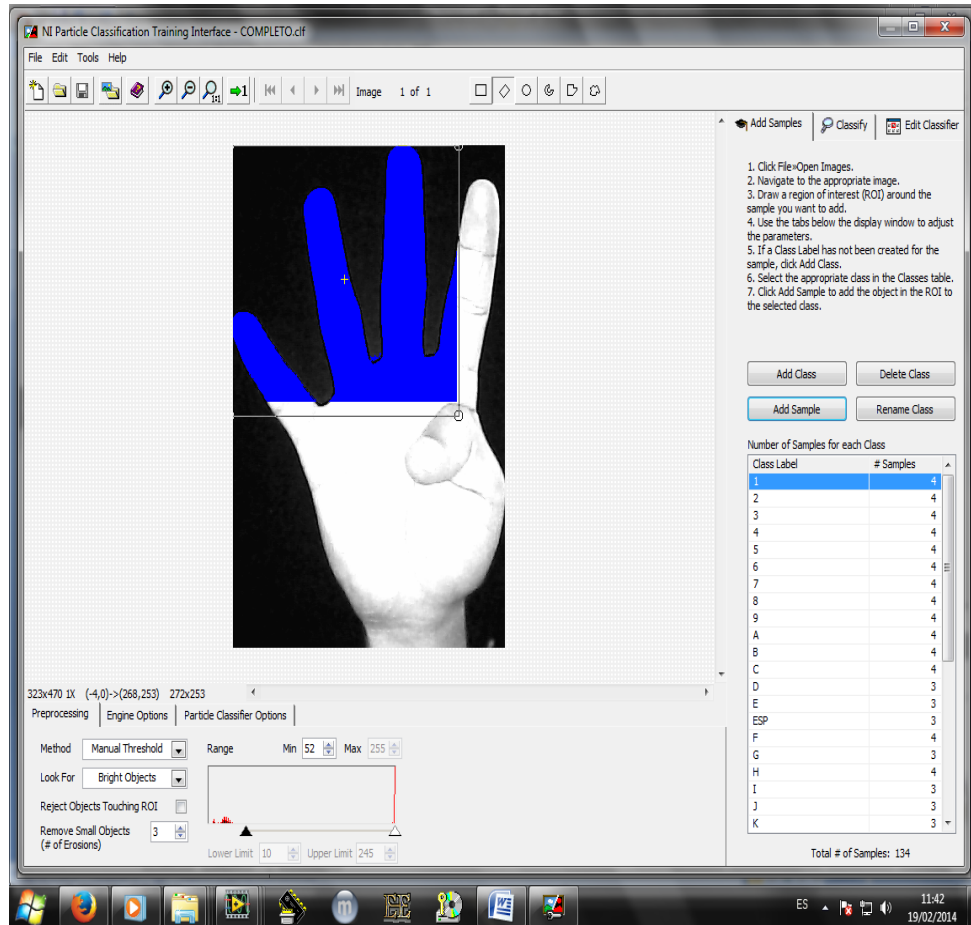 NI Particle Classification Training Interface - COMPLETO.clf
File Edit Tools Help
1:1
1
Image 1 of 1
Add Samples
Classify
Edit Classifier
1. Click File»Open Images.
2. Navigate to the appropriate image.
3. Draw a region of interest (ROI) around the
sample you want to add.
4. Use the tabs below the display window to adjust
the parameters.
5. If a Class Label has not been created for the
sample, click Add Class.
6. Select the appropriate class in the Classes table.
7. Click Add Sample to add the object in the ROI to
the selected class.
Add Class
Delete Class
Add Sample
Rename Class
Number of Samples for each Class
Class Label # Samples
1 4
2 4
3 4
4 4
5 4
6 4
7 4
8 4
9 4
A 4
B 4
C 4
D 3
E 3
ESP 3
F 4
G 3
H 4
I 3
J 3
K 3
Total # of Samples: 134
323x470 1X (-4,0)->(268,253) 272x253
Preprocessing
Engine Options
Particle Classifier Options
Method Manual Threshold
Range Min 52 Max 255
Look For Bright Objects
Reject Objects Touching ROI
Remove Small Objects 3
(# of Erosions)
Lower Limit 10 Upper Limit 245
m
EE
W
ES
11:42
19/02/2014